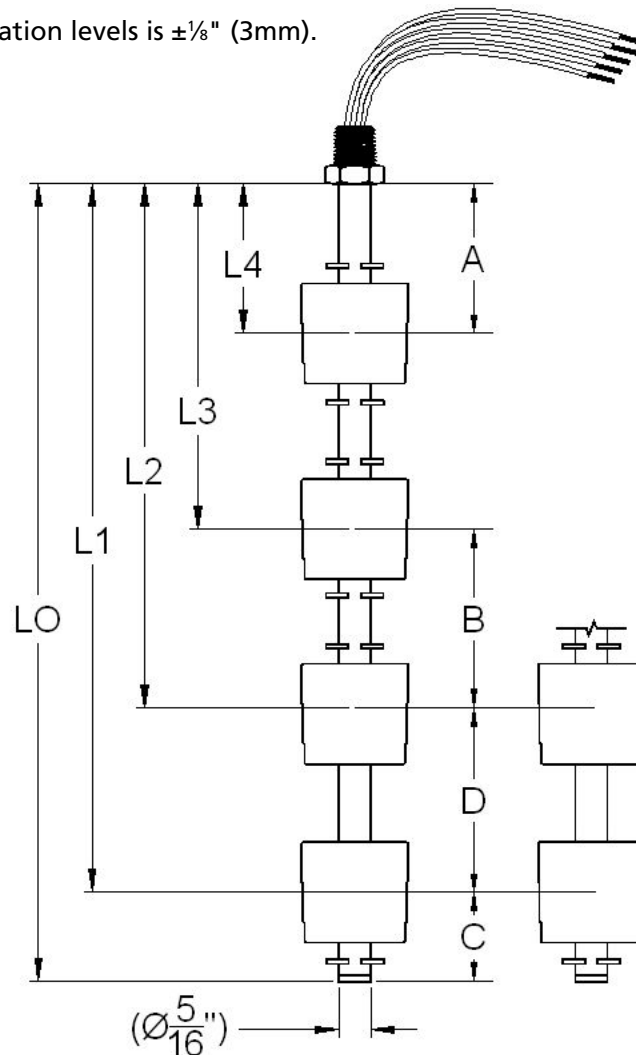 ation levels is ±⅛" (3mm).
L4
A
L3
L2
L1
B
LO
D
C
(Ø5/16")